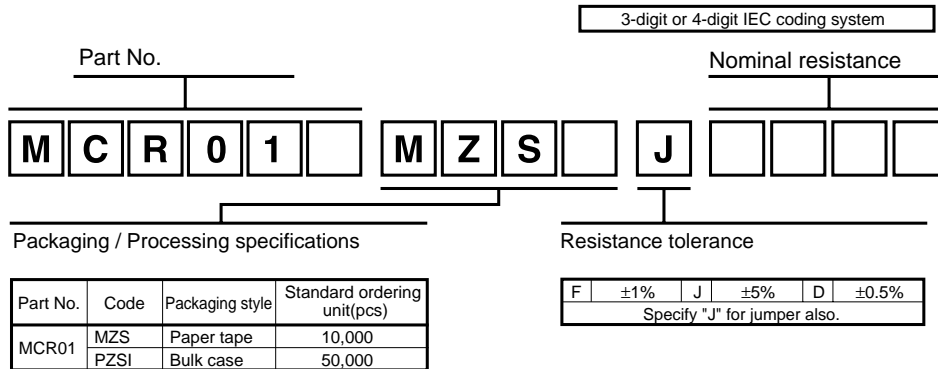 3-digit or 4-digit IEC coding system
Part No.
Nominal resistance
M C R 0 1 M Z S J
Packaging / Processing specifications
Resistance tolerance
Part No. Code Packaging style Standard ordering unit(pcs)
MCR01 MZS Paper tape 10,000
PZSI Bulk case 50,000
F ±1% J ±5% D ±0.5%
Specify "J" for jumper also.